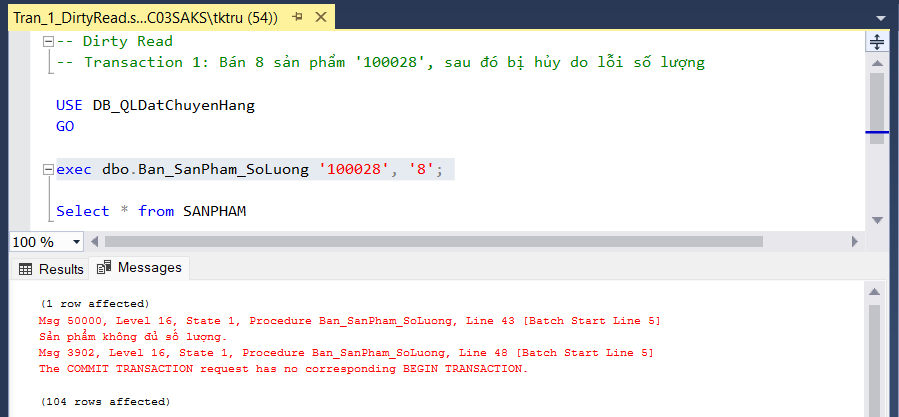 Tran_1_DirtyRead.s...C03SAKS\tktru (54))
-- Dirty Read
-- Transaction 1: Bán 8 sản phẩm '100028', sau đó bị hủy do lỗi số lượng
USE DB_QLDatChuyenHang
GO
exec dbo.Ban_SanPham_SoLuong '100028', '8';
Select * from SANPHAM
100 %
Results Messages
(1 row affected)
Msg 50000, Level 16, State 1, Procedure Ban_SanPham_SoLuong, Line 43 [Batch Start Line 5]
Sản phẩm không đủ số lượng.
Msg 3902, Level 16, State 1, Procedure Ban_SanPham_SoLuong, Line 48 [Batch Start Line 5]
The COMMIT TRANSACTION request has no corresponding BEGIN TRANSACTION.
(104 rows affected)